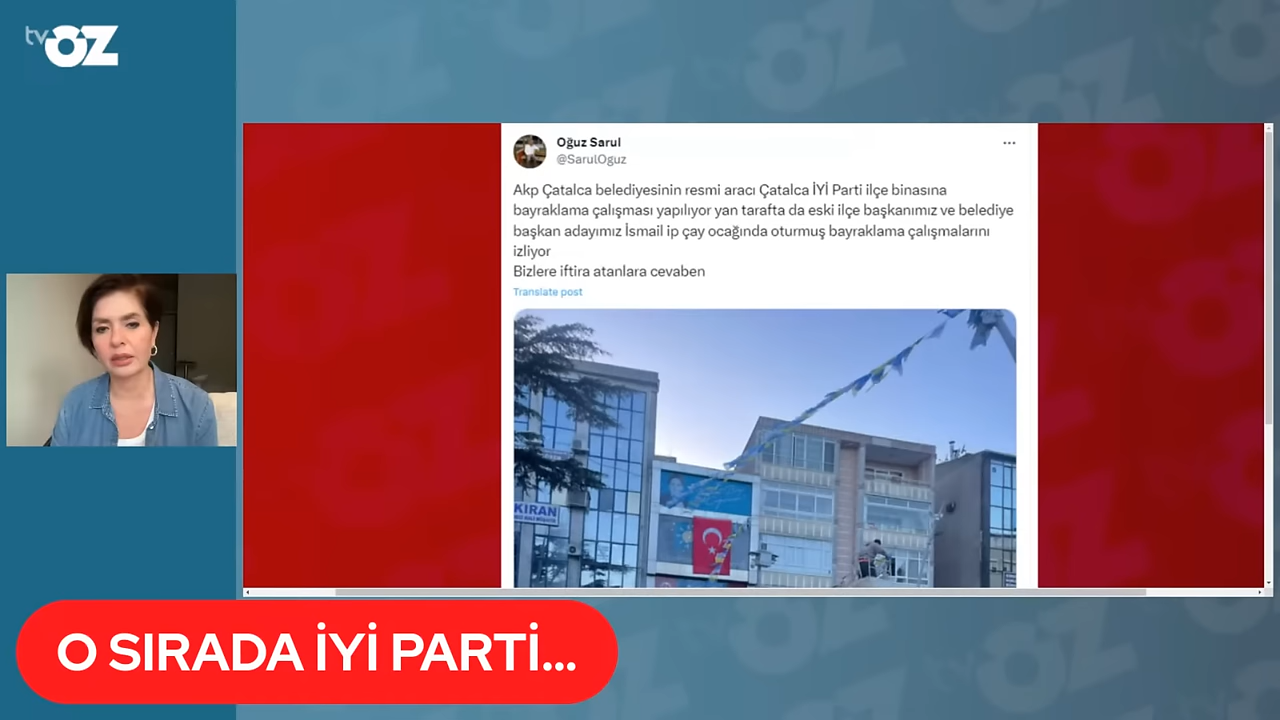 tv ÖZ
Oğuz Sarul
@SarulOguz
Akp Çatalca belediyesinin resmi aracı Çatalca İYİ Parti ilçe binasına
bayraklama çalışması yapılıyor yan tarafta da eski ilçe başkanımız ve belediye
başkan adayımız İsmail ip çay ocağında oturmuş bayraklama çalışmalarını
izliyor
Bizlere iftira atanlara cevaben
Translate post
KIRAN
O SIRADA İYİ PARTİ...